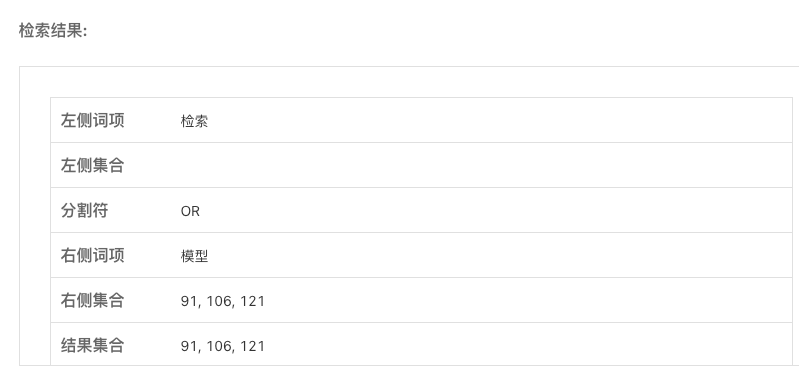 检索结果:
左侧词项 检索
左侧集合
分割符 OR
右侧词项 模型
右侧集合 91, 106, 121
结果集合 91, 106, 121